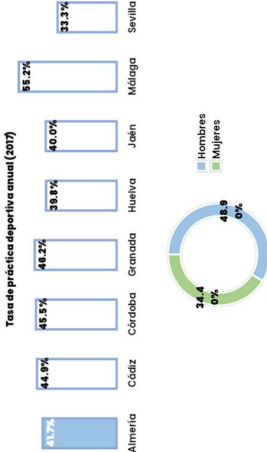 Tasa de práctica deportiva anual (2017)
41.7%
44.9%
45.5%
46.2%
39.8%
40.0%
55.2%
33.3%
Almería
Cádiz
Córdoba
Granada
Huelva
Jaén
Málaga
Sevilla
34.4
0%
48.9
0%
Hombres
Mujeres